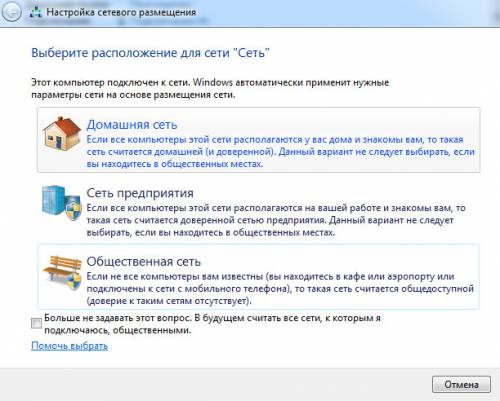 Настройка сетевого размещения
Выберите расположение для сети "Сеть"
Этот компьютер подключен к сети. Windows автоматически применит нужные
параметры сети на основе размещения сети.
Домашняя сеть
Если все компьютеры этой сети располагаются у вас дома и знакомы вам, то такая
сеть считается домашней (и доверенной). Данный вариант не следует выбирать, если
вы находитесь в общественных местах.
Сеть предприятия
Если все компьютеры этой сети располагаются на вашей работе и знакомы вам, то
такая сеть считается доверенной сетью предприятия. Данный вариант не следует
выбирать, если вы находитесь в общественных местах.
Общественная сеть
Если не все компьютеры вам известны (вы находитесь в кафе или аэропорту или
подключены к сети с мобильного телефона), то такая сеть считается общедоступной
(доверие к таким сетям отсутствует).
Больше не задавать этот вопрос. В будущем считать все сети, к которым я
подключаюсь, общественными.
Помочь выбрать
Отмена